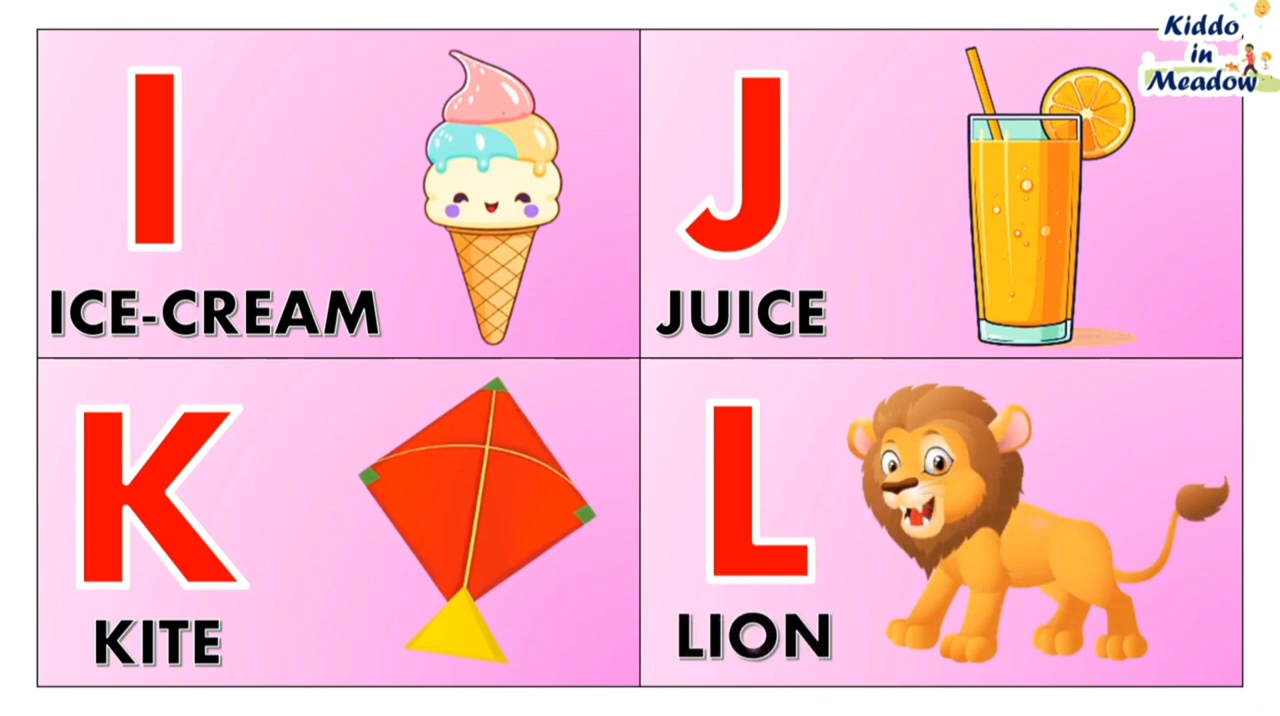 I
ICE-CREAM
J
JUICE
K
KITE
L
LION
Kiddo
in
Meadow